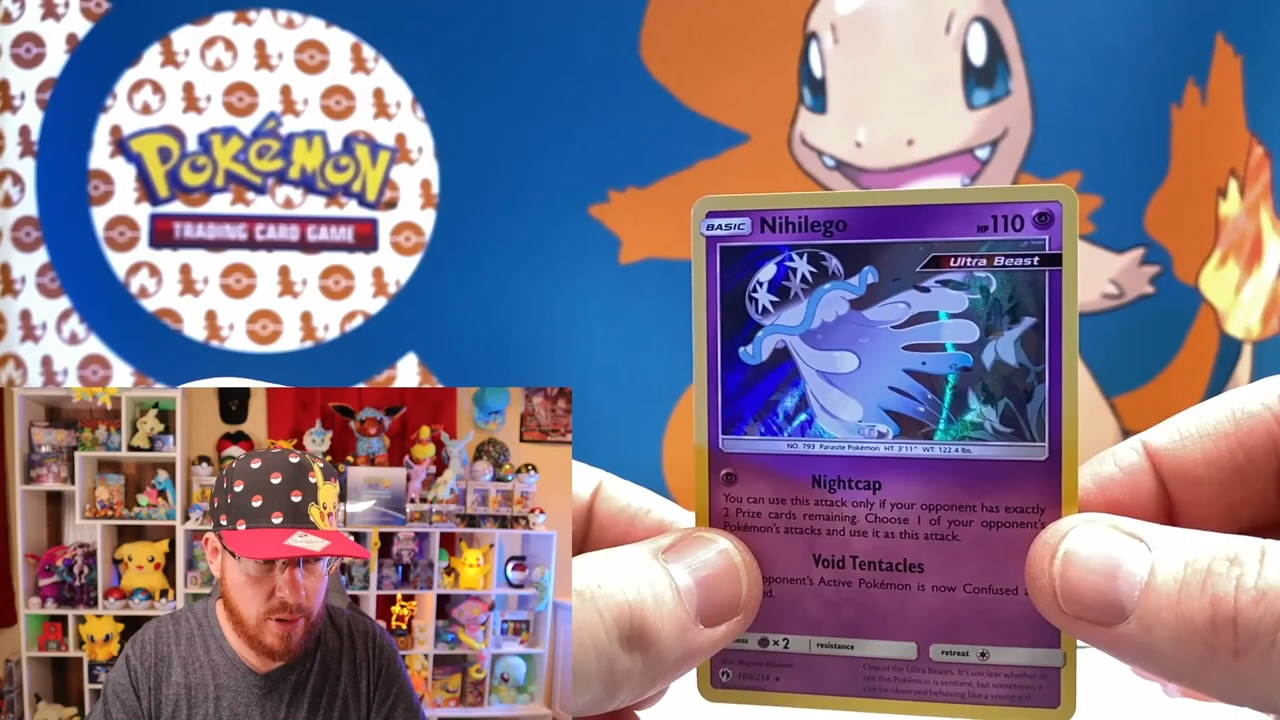 POKéMON
TRADING CARD GAME
BASIC
Nihilego
HP 110
Ultra Beast
NO. 793 Parasite Pokémon HT: 3'11" WT: 122.4 lbs.
Nightcap
You can use this attack only if your opponent has exactly
2 Prize cards remaining. Choose 1 of your opponent's
Pokémon's attacks and use it as this attack.
Void Tentacles
opponent's Active Pokémon is now Confused
×2
resistance
retreat
106/214
One of the Ultra Beasts. It's unclear whether or
not this Pokémon is sentient, but sometimes it
can be observed behaving like a young girl.